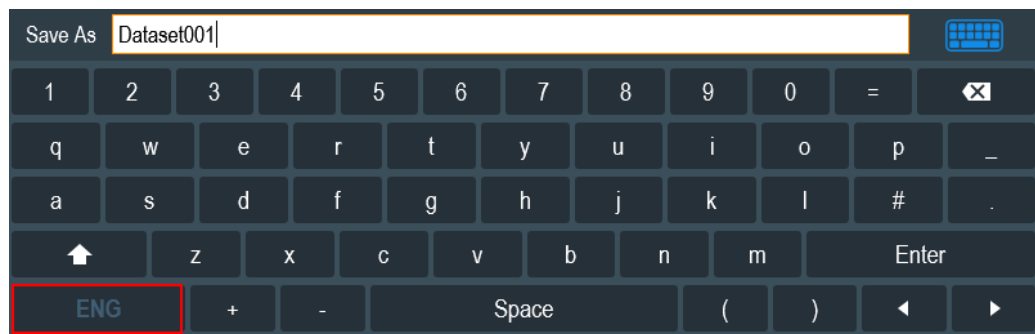 Save As Dataset001
1 2 3 4 5 6 7 8 9 0 =
q w e r t y u i o p _
a s d f g h j k l # .
z x c v b n m Enter
ENG + - Space ( )